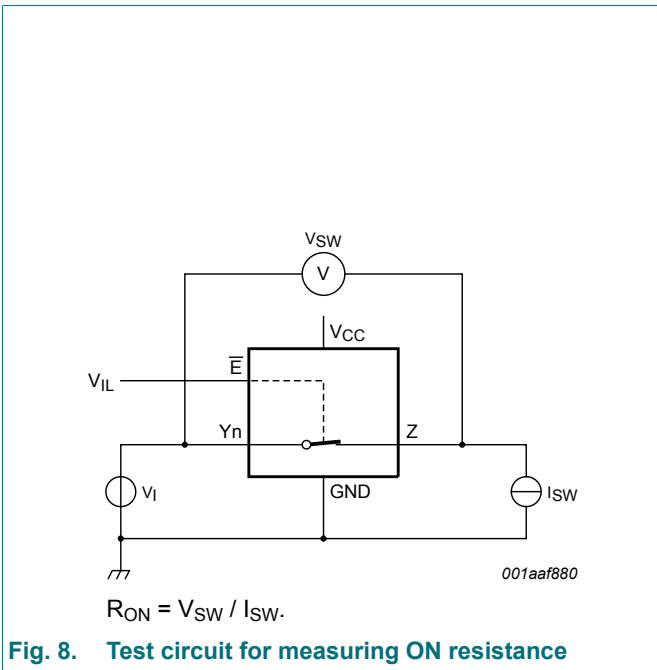 VSW
V
VCC
E̅
VIL
Yn
Z
VI
GND
ISW
001aaf880
RON = VSW / ISW.
Fig. 8. Test circuit for measuring ON resistance